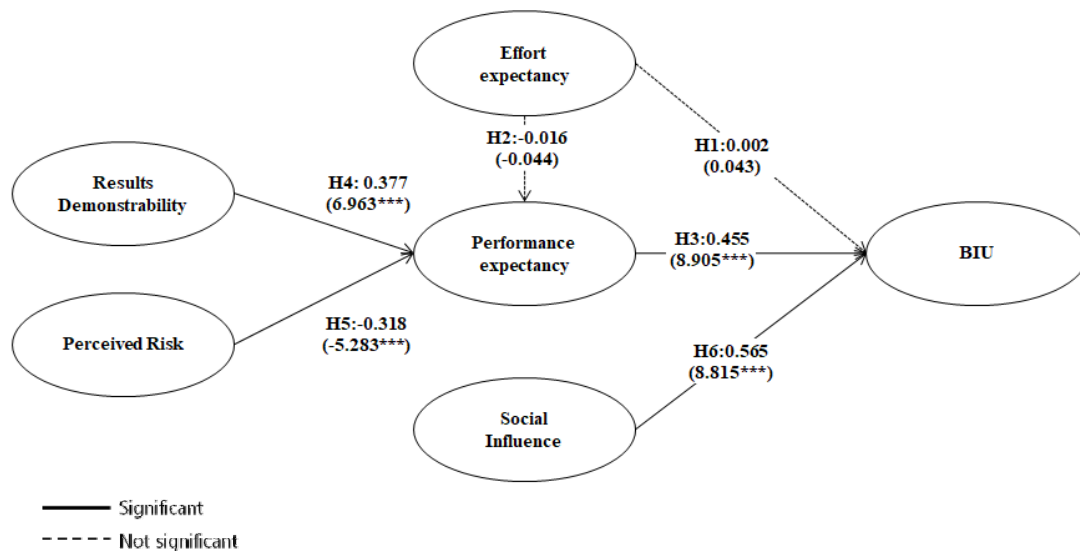 Effort
expectancy
H2:-0.016
(-0.044)
H1:0.002
(0.043)
Results
Demonstrability
H4: 0.377
(6.963***)
Performance
expectancy
H3:0.455
(8.905***)
BIU
Perceived Risk
H5:-0.318
(-5.283***)
H6:0.565
(8.815***)
Social
Influence
Significant
Not significant